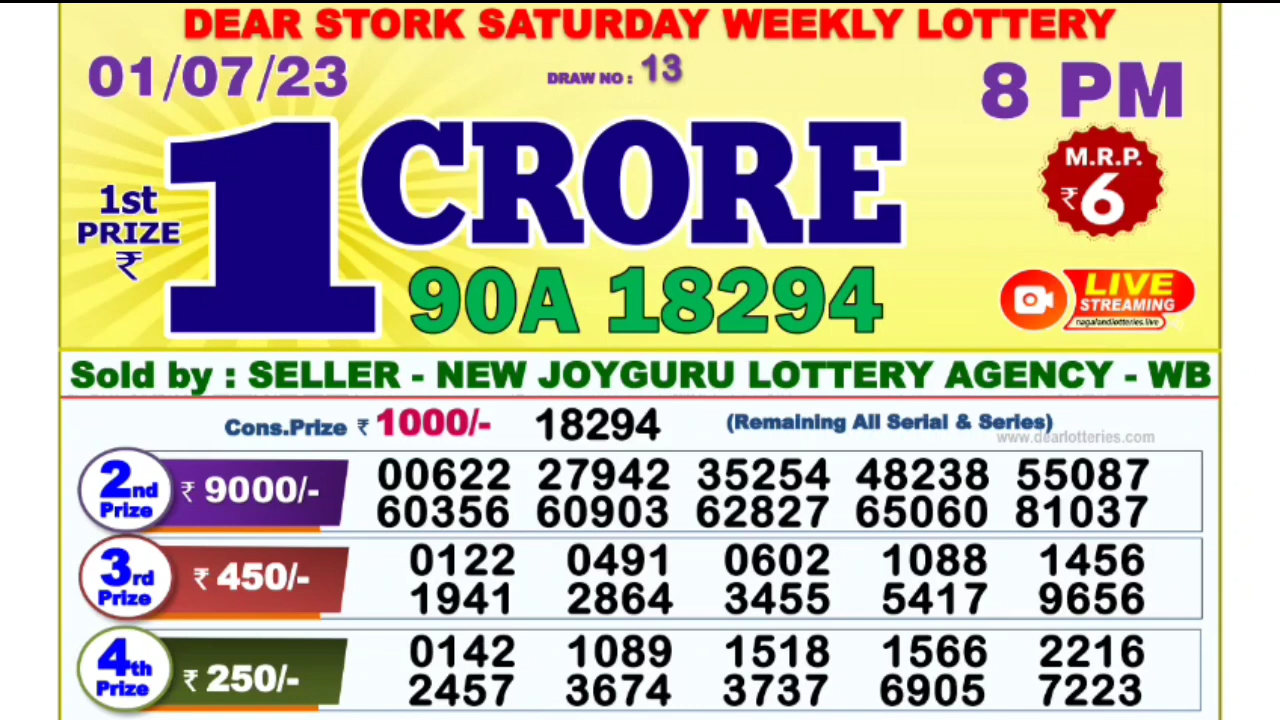 DEAR STORK SATURDAY WEEKLY LOTTERY
01/07/23 DRAW NO : 13 8 PM
1st PRIZE ₹ 1 CRORE
M.R.P. ₹ 6
90A 18294
LIVE STREAMING
nagalandlotteries.live
Sold by : SELLER - NEW JOYGURU LOTTERY AGENCY - WB
Cons.Prize ₹ 1000/- 18294 (Remaining All Serial & Series)
www.dearlotteries.com
2nd Prize ₹ 9000/-
00622 27942 35254 48238 55087
60356 60903 62827 65060 81037
3rd Prize ₹ 450/-
0122 0491 0602 1088 1456
1941 2864 3455 5417 9656
4th Prize ₹ 250/-
0142 1089 1518 1566 2216
2457 3674 3737 6905 7223